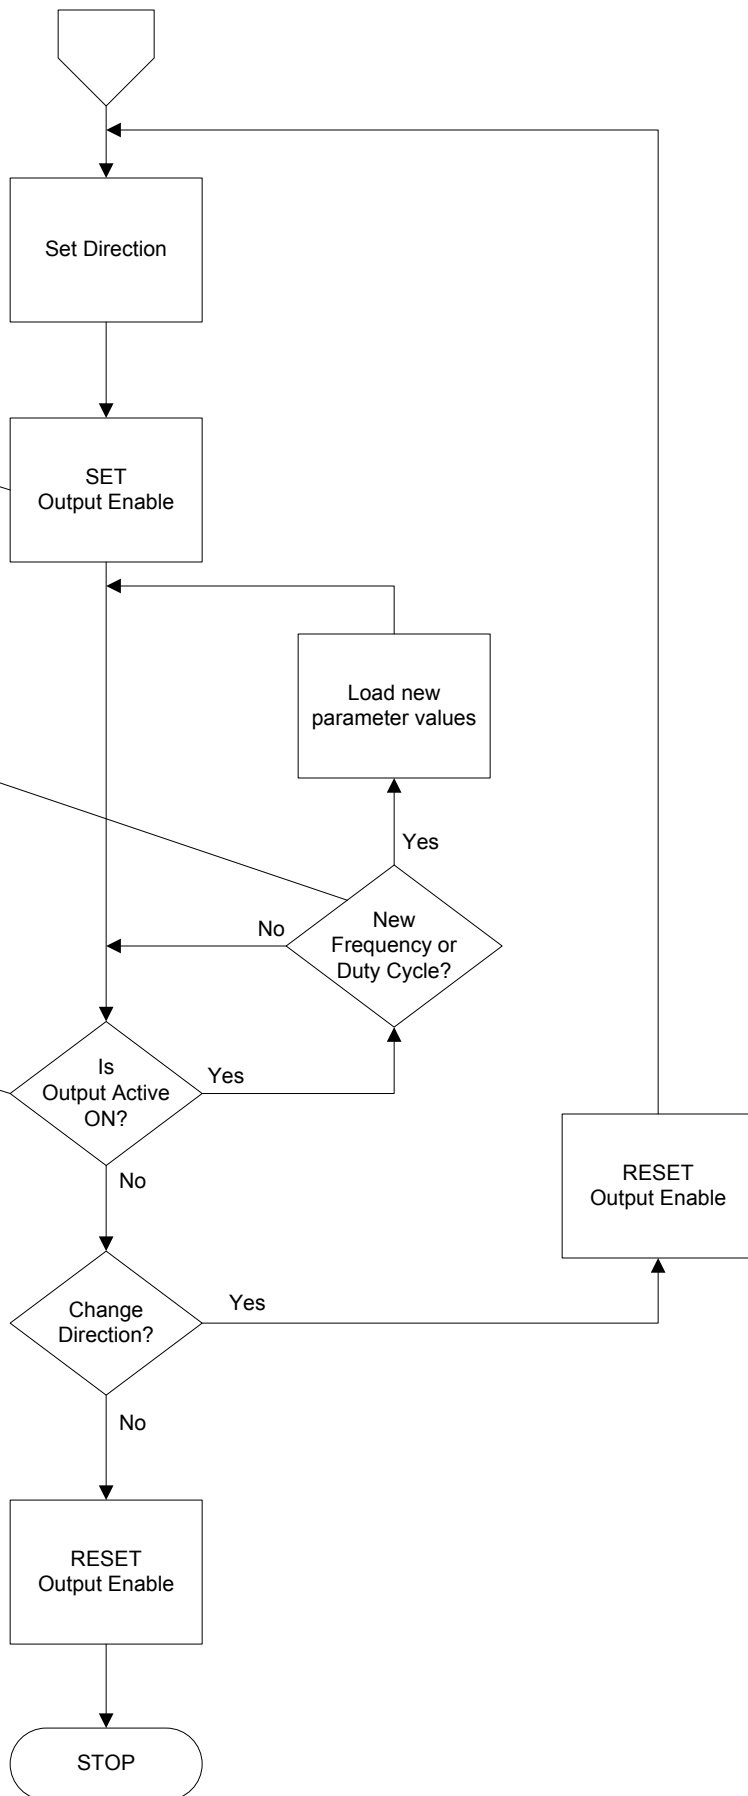 Set Direction
SET
Output Enable
Load new
parameter values
Yes
New
Frequency or
Duty Cycle?
No
Is
Output Active
ON?
Yes
No
RESET
Output Enable
Change
Direction?
Yes
No
RESET
Output Enable
STOP